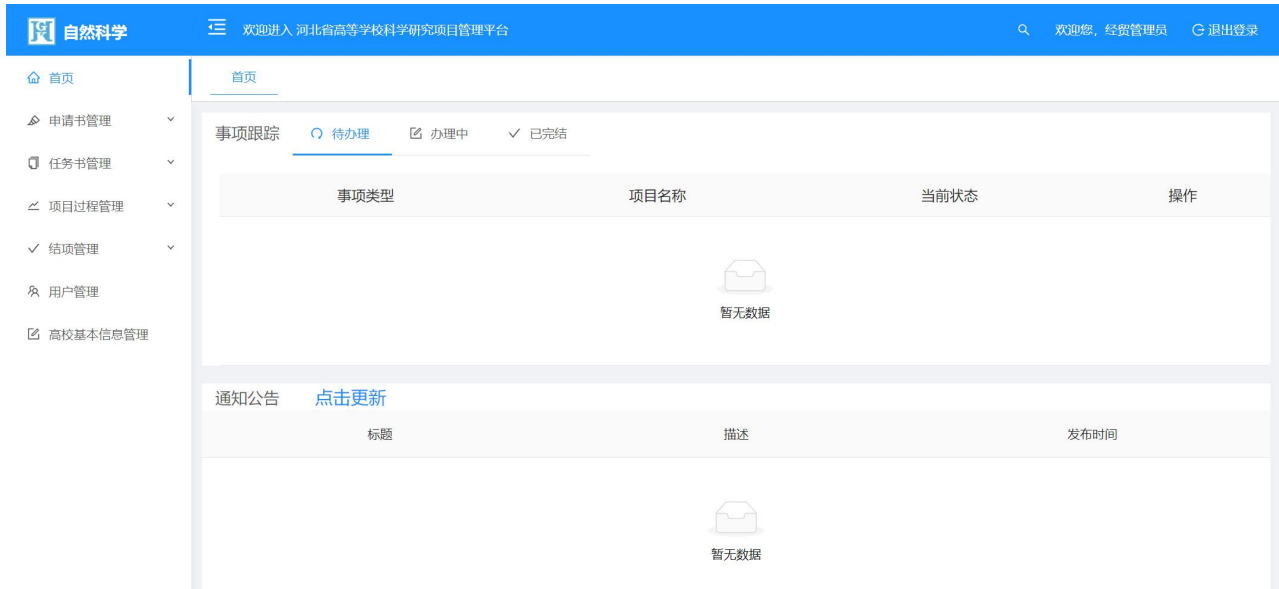 自然科学
欢迎进入 河北省高等学校科学研究项目管理平台
欢迎您，经贸管理员
退出登录
首页
申请书管理
任务书管理
项目过程管理
结项管理
用户管理
高校基本信息管理
首页
事项跟踪 待办理 办理中 已完结
事项类型 项目名称 当前状态 操作
暂无数据
通知公告 点击更新
标题 描述 发布时间
暂无数据